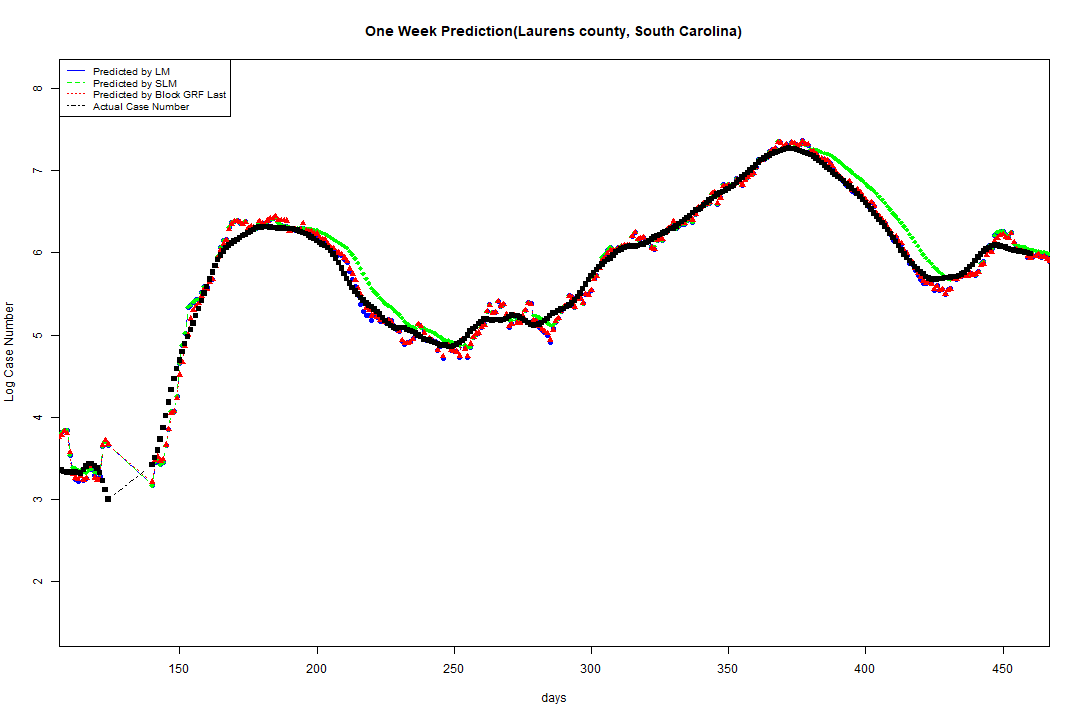 One Week Prediction(Laurens county, South Carolina)
Predicted by LM
Predicted by SLM
Predicted by Block GRF Last
Actual Case Number
8
7
6
5
4
3
2
Log Case Number
150 200 250 300 350 400 450
days